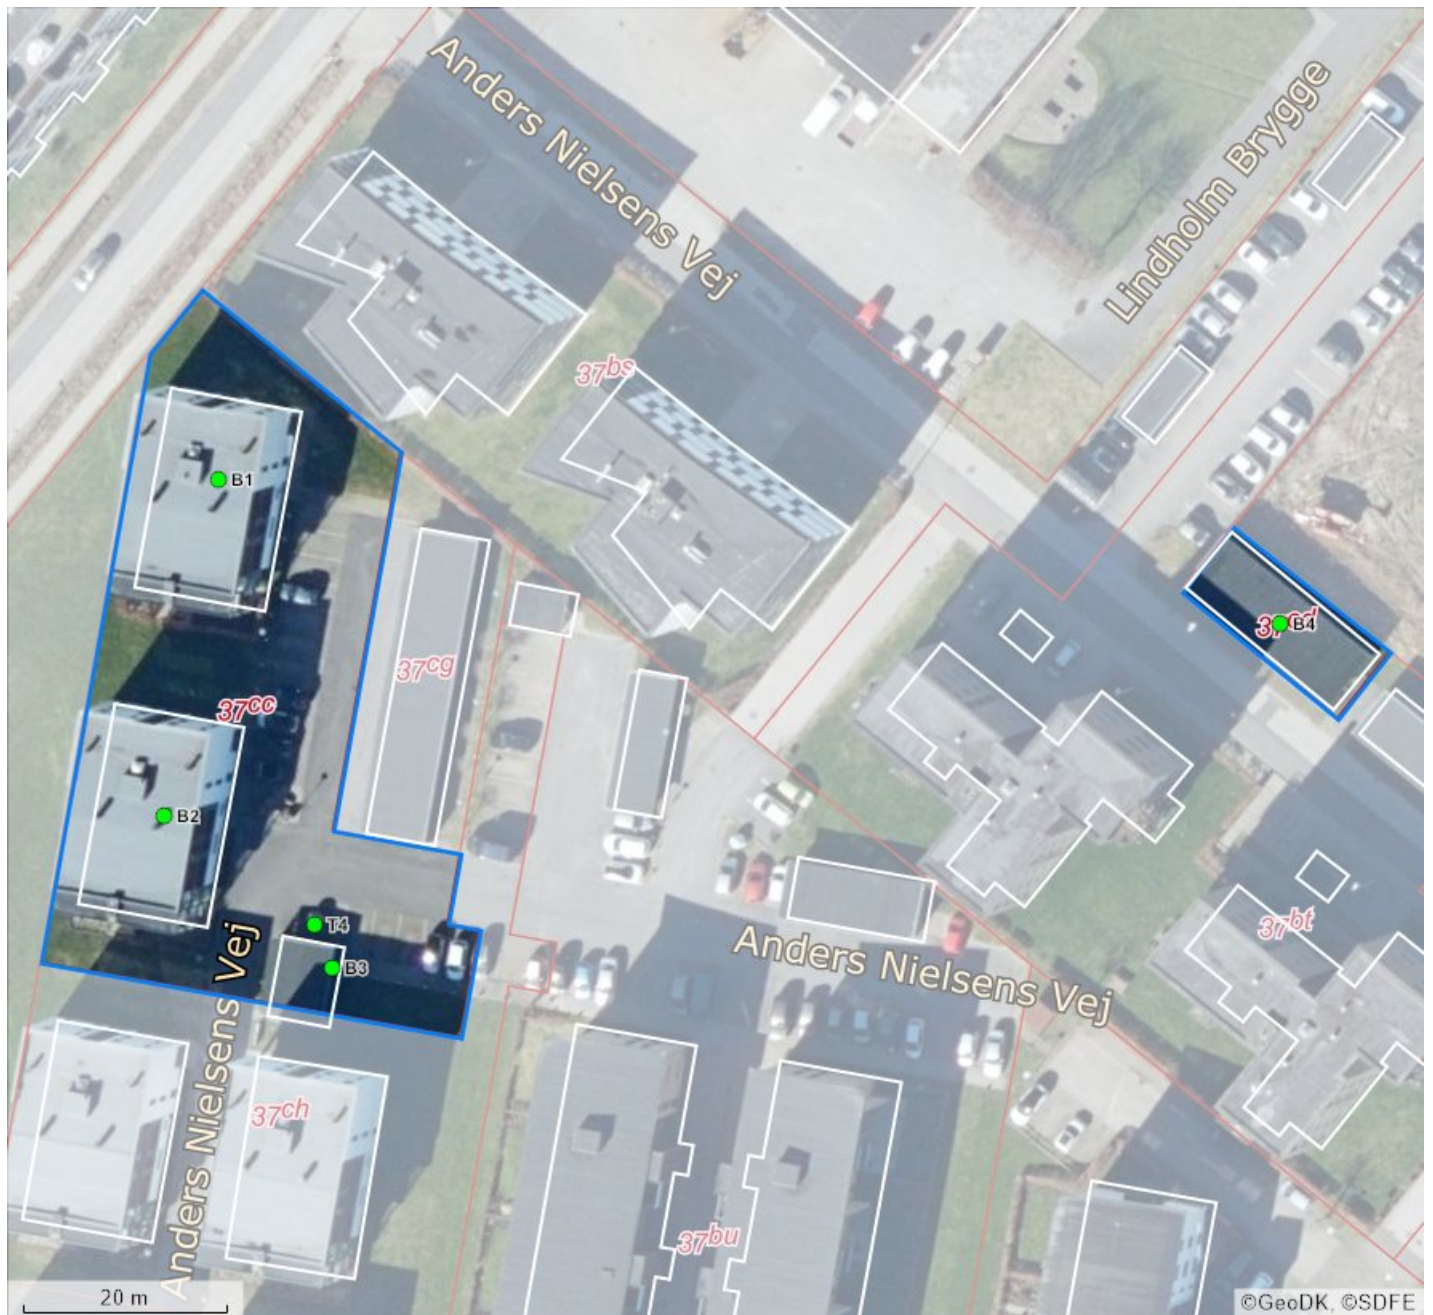 Anders Nielsens Vej
Lindholm Brygge
37bs
B1
37cg
37cd
B4
37cc
B2
T4
B3
Anders Nielsens Vej
Anders Nielsens Vej
37bt
37ch
37bu
20 m
©GeoDK, ©SDFE